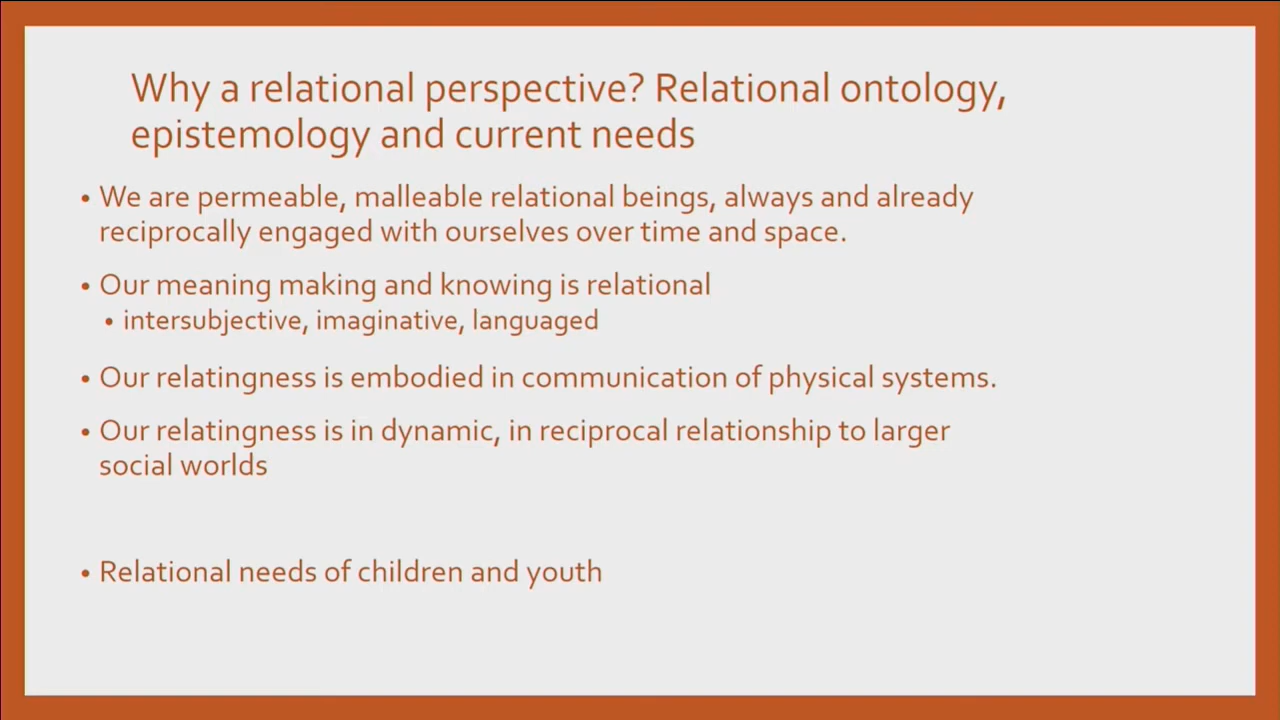 Why a relational perspective? Relational ontology,
epistemology and current needs
• We are permeable, malleable relational beings, always and already
reciprocally engaged with ourselves over time and space.
• Our meaning making and knowing is relational
• intersubjective, imaginative, languaged
• Our relatingness is embodied in communication of physical systems.
• Our relatingness is in dynamic, in reciprocal relationship to larger
social worlds
• Relational needs of children and youth